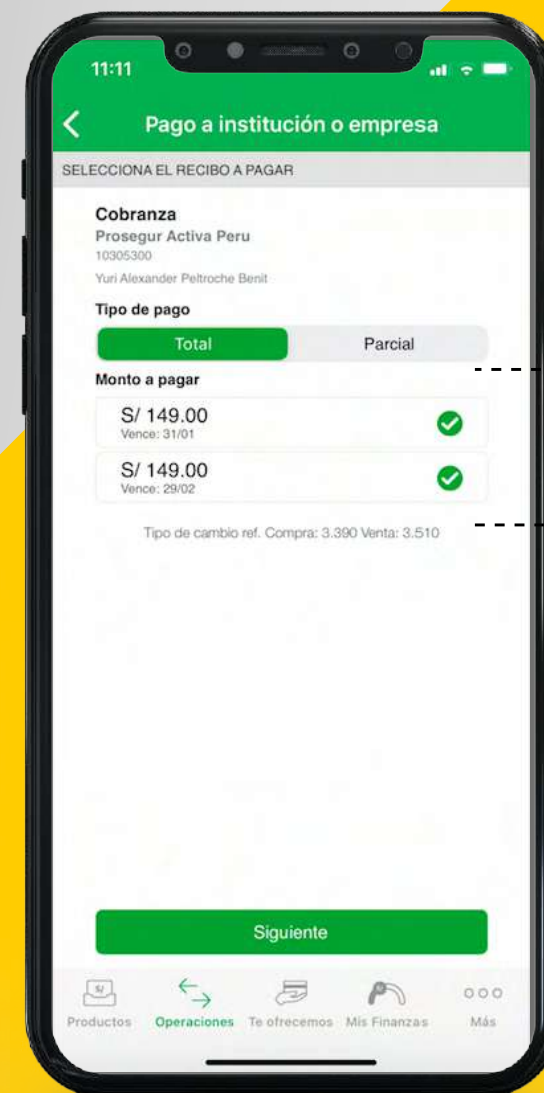 11:11
Pago a institución o empresa
SELECCIONA EL RECIBO A PAGAR
Cobranza
Prosegur Activa Peru
10305300
Yuri Alexander Peltroche Benit
Tipo de pago
Total Parcial
Monto a pagar
S/ 149.00
Vence: 31/01
S/ 149.00
Vence: 29/02
Tipo de cambio ref. Compra: 3.390 Venta: 3.510
Siguiente
S/
Productos Operaciones Te ofrecemos Mis Finanzas Más